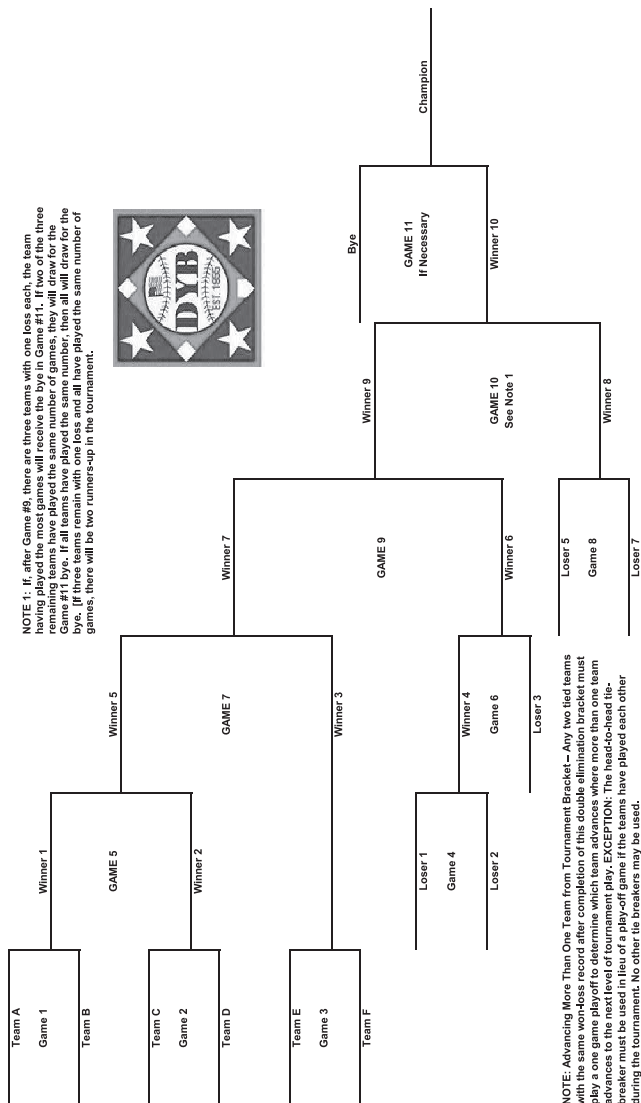 NOTE 1: If, after Game #9, there are three teams with one loss each, the team
having played the most games will receive the bye in Game #11. If two of the three
remaining teams have played the same number of games, they will draw for the
Game #11 bye. If all teams have played the same number, then all will draw for the
bye. [If three teams remain with one loss and all have played the same number of
games, there will be two runners-up in the tournament.
DYB
EST. 1955
Team A
Game 1
Team B
Team C
Game 2
Team D
Team E
Game 3
Team F
Winner 1
GAME 5
Winner 2
Loser 1
Game 4
Loser 2
Winner 5
GAME 7
Winner 3
Winner 4
Game 6
Loser 3
Winner 7
GAME 9
Winner 6
Loser 5
Game 8
Loser 7
Winner 9
GAME 10
See Note 1
Winner 8
Bye
GAME 11
If Necessary
Winner 10
Champion
NOTE: Advancing More Than One Team from Tournament Bracket – Any two tied teams
with the same won-loss record after completion of this double elimination bracket must
play a one game playoff to determine which team advances where more than one team
advances to the next level of tournament play. EXCEPTION: The head-to-head tie-
breaker must be used in lieu of a play-off game if the teams have played each other
during the tournament. No other tie breakers may be used.